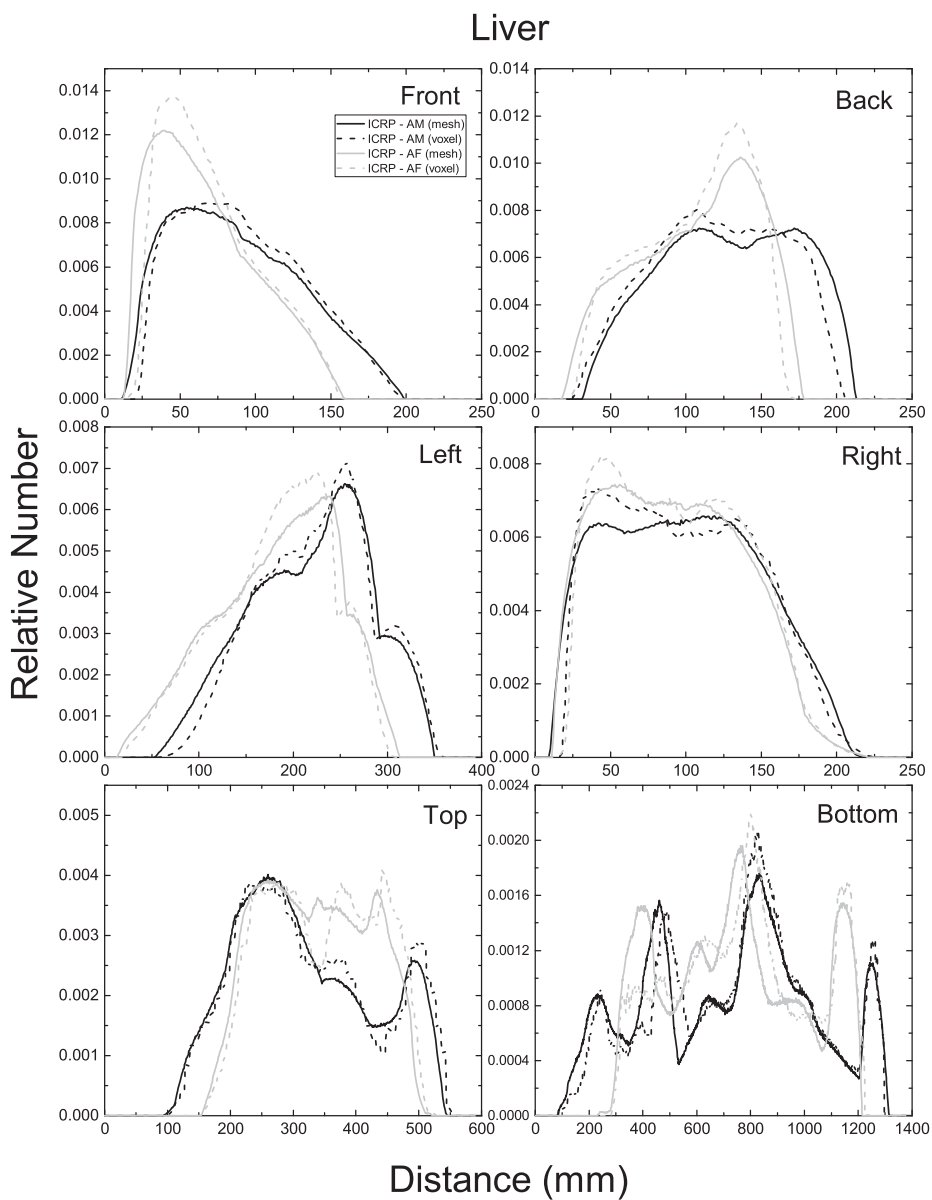 Liver
Front
ICRP - AM (mesh)
ICRP - AM (voxel)
ICRP - AF (mesh)
ICRP - AF (voxel)
0.014
0.012
0.010
0.008
0.006
0.004
0.002
0.000
0 50 100 150 200 250
Back
0.014
0.012
0.010
0.008
0.006
0.004
0.002
0.000
0 50 100 150 200 250
Relative Number
Left
0.008
0.007
0.006
0.005
0.004
0.003
0.002
0.001
0.000
0 100 200 300 400
Right
0.008
0.006
0.004
0.002
0.000
0 50 100 150 200 250
Top
0.005
0.004
0.003
0.002
0.001
0.000
0 100 200 300 400 500 600
Bottom
0.0024
0.0020
0.0016
0.0012
0.0008
0.0004
0.0000
0 200 400 600 800 1000 1200 1400
Distance (mm)